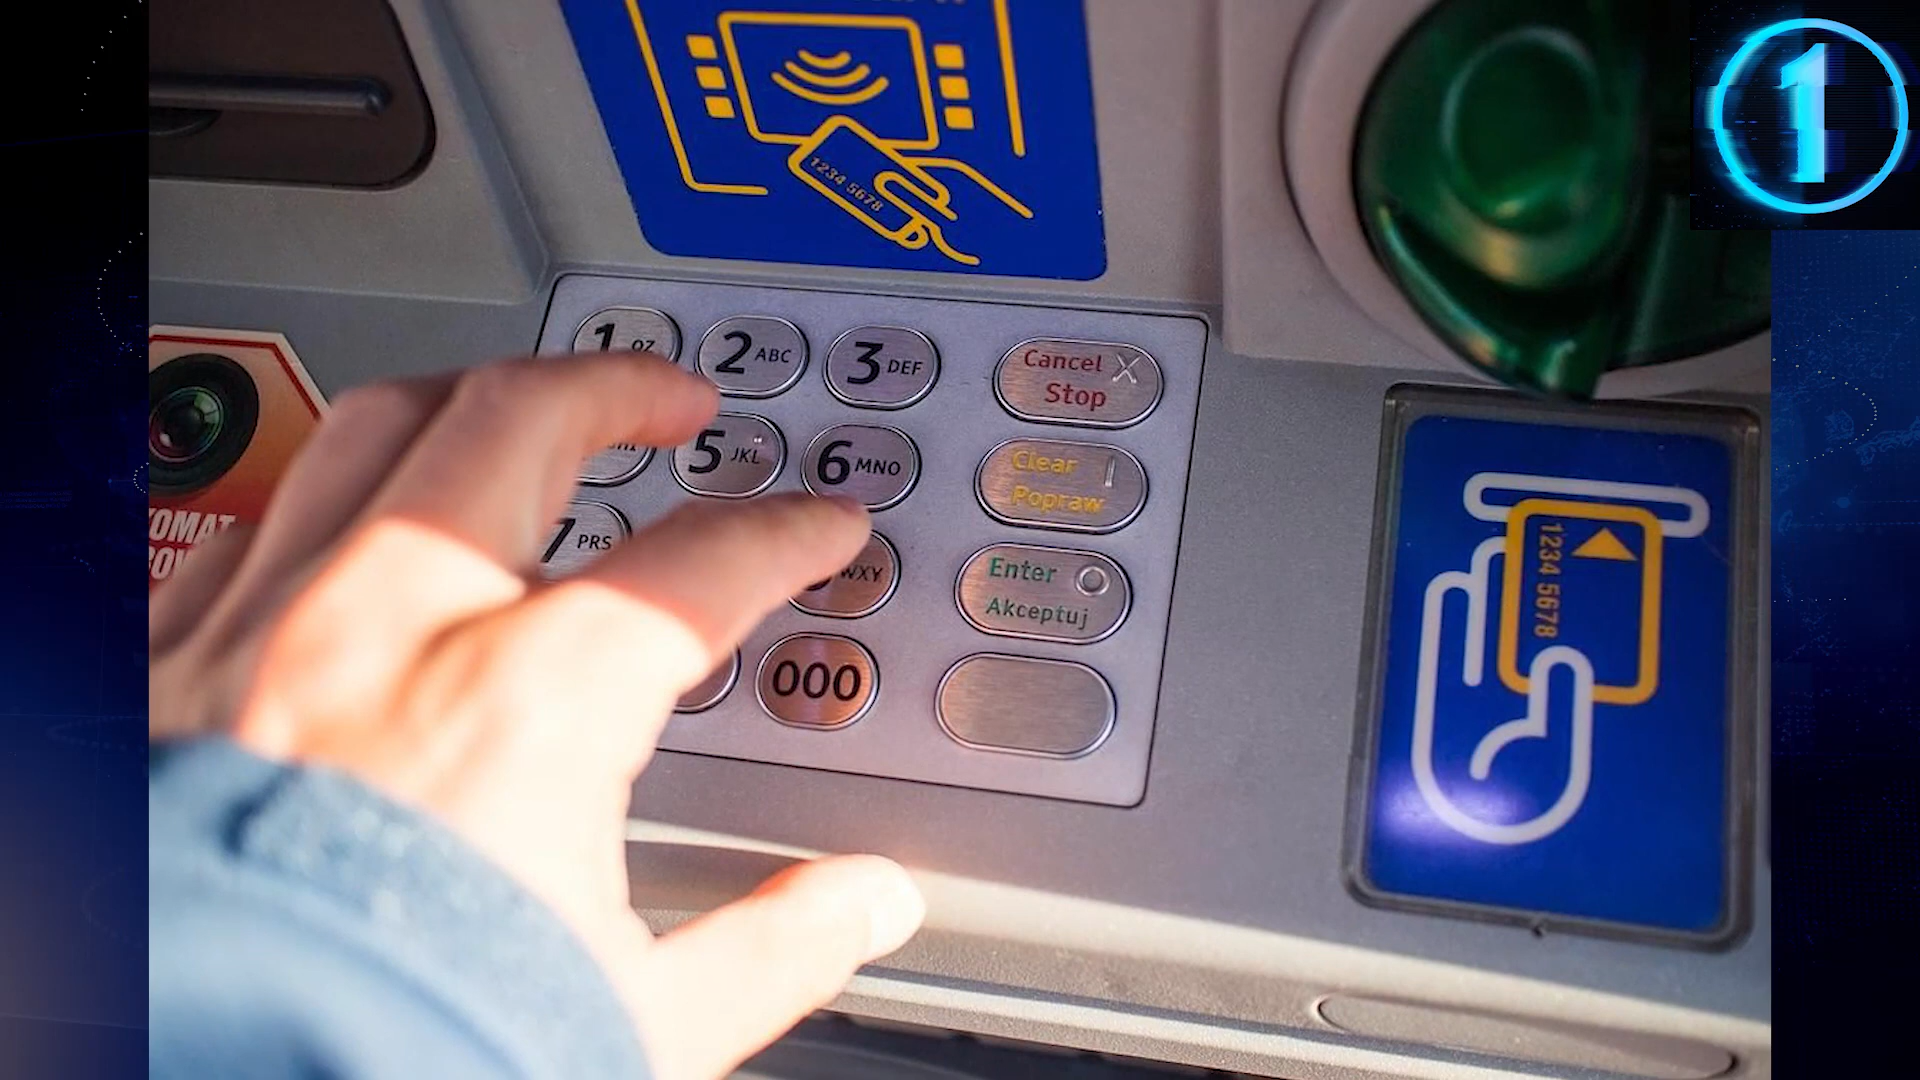 1234 5678
1 OZ
2 ABC
3 DEF
Cancel
Stop
5 JKL
6 MNO
Clear
Popraw
7 PRS
WXY
Enter
Akceptuj
000
1234 5678
1